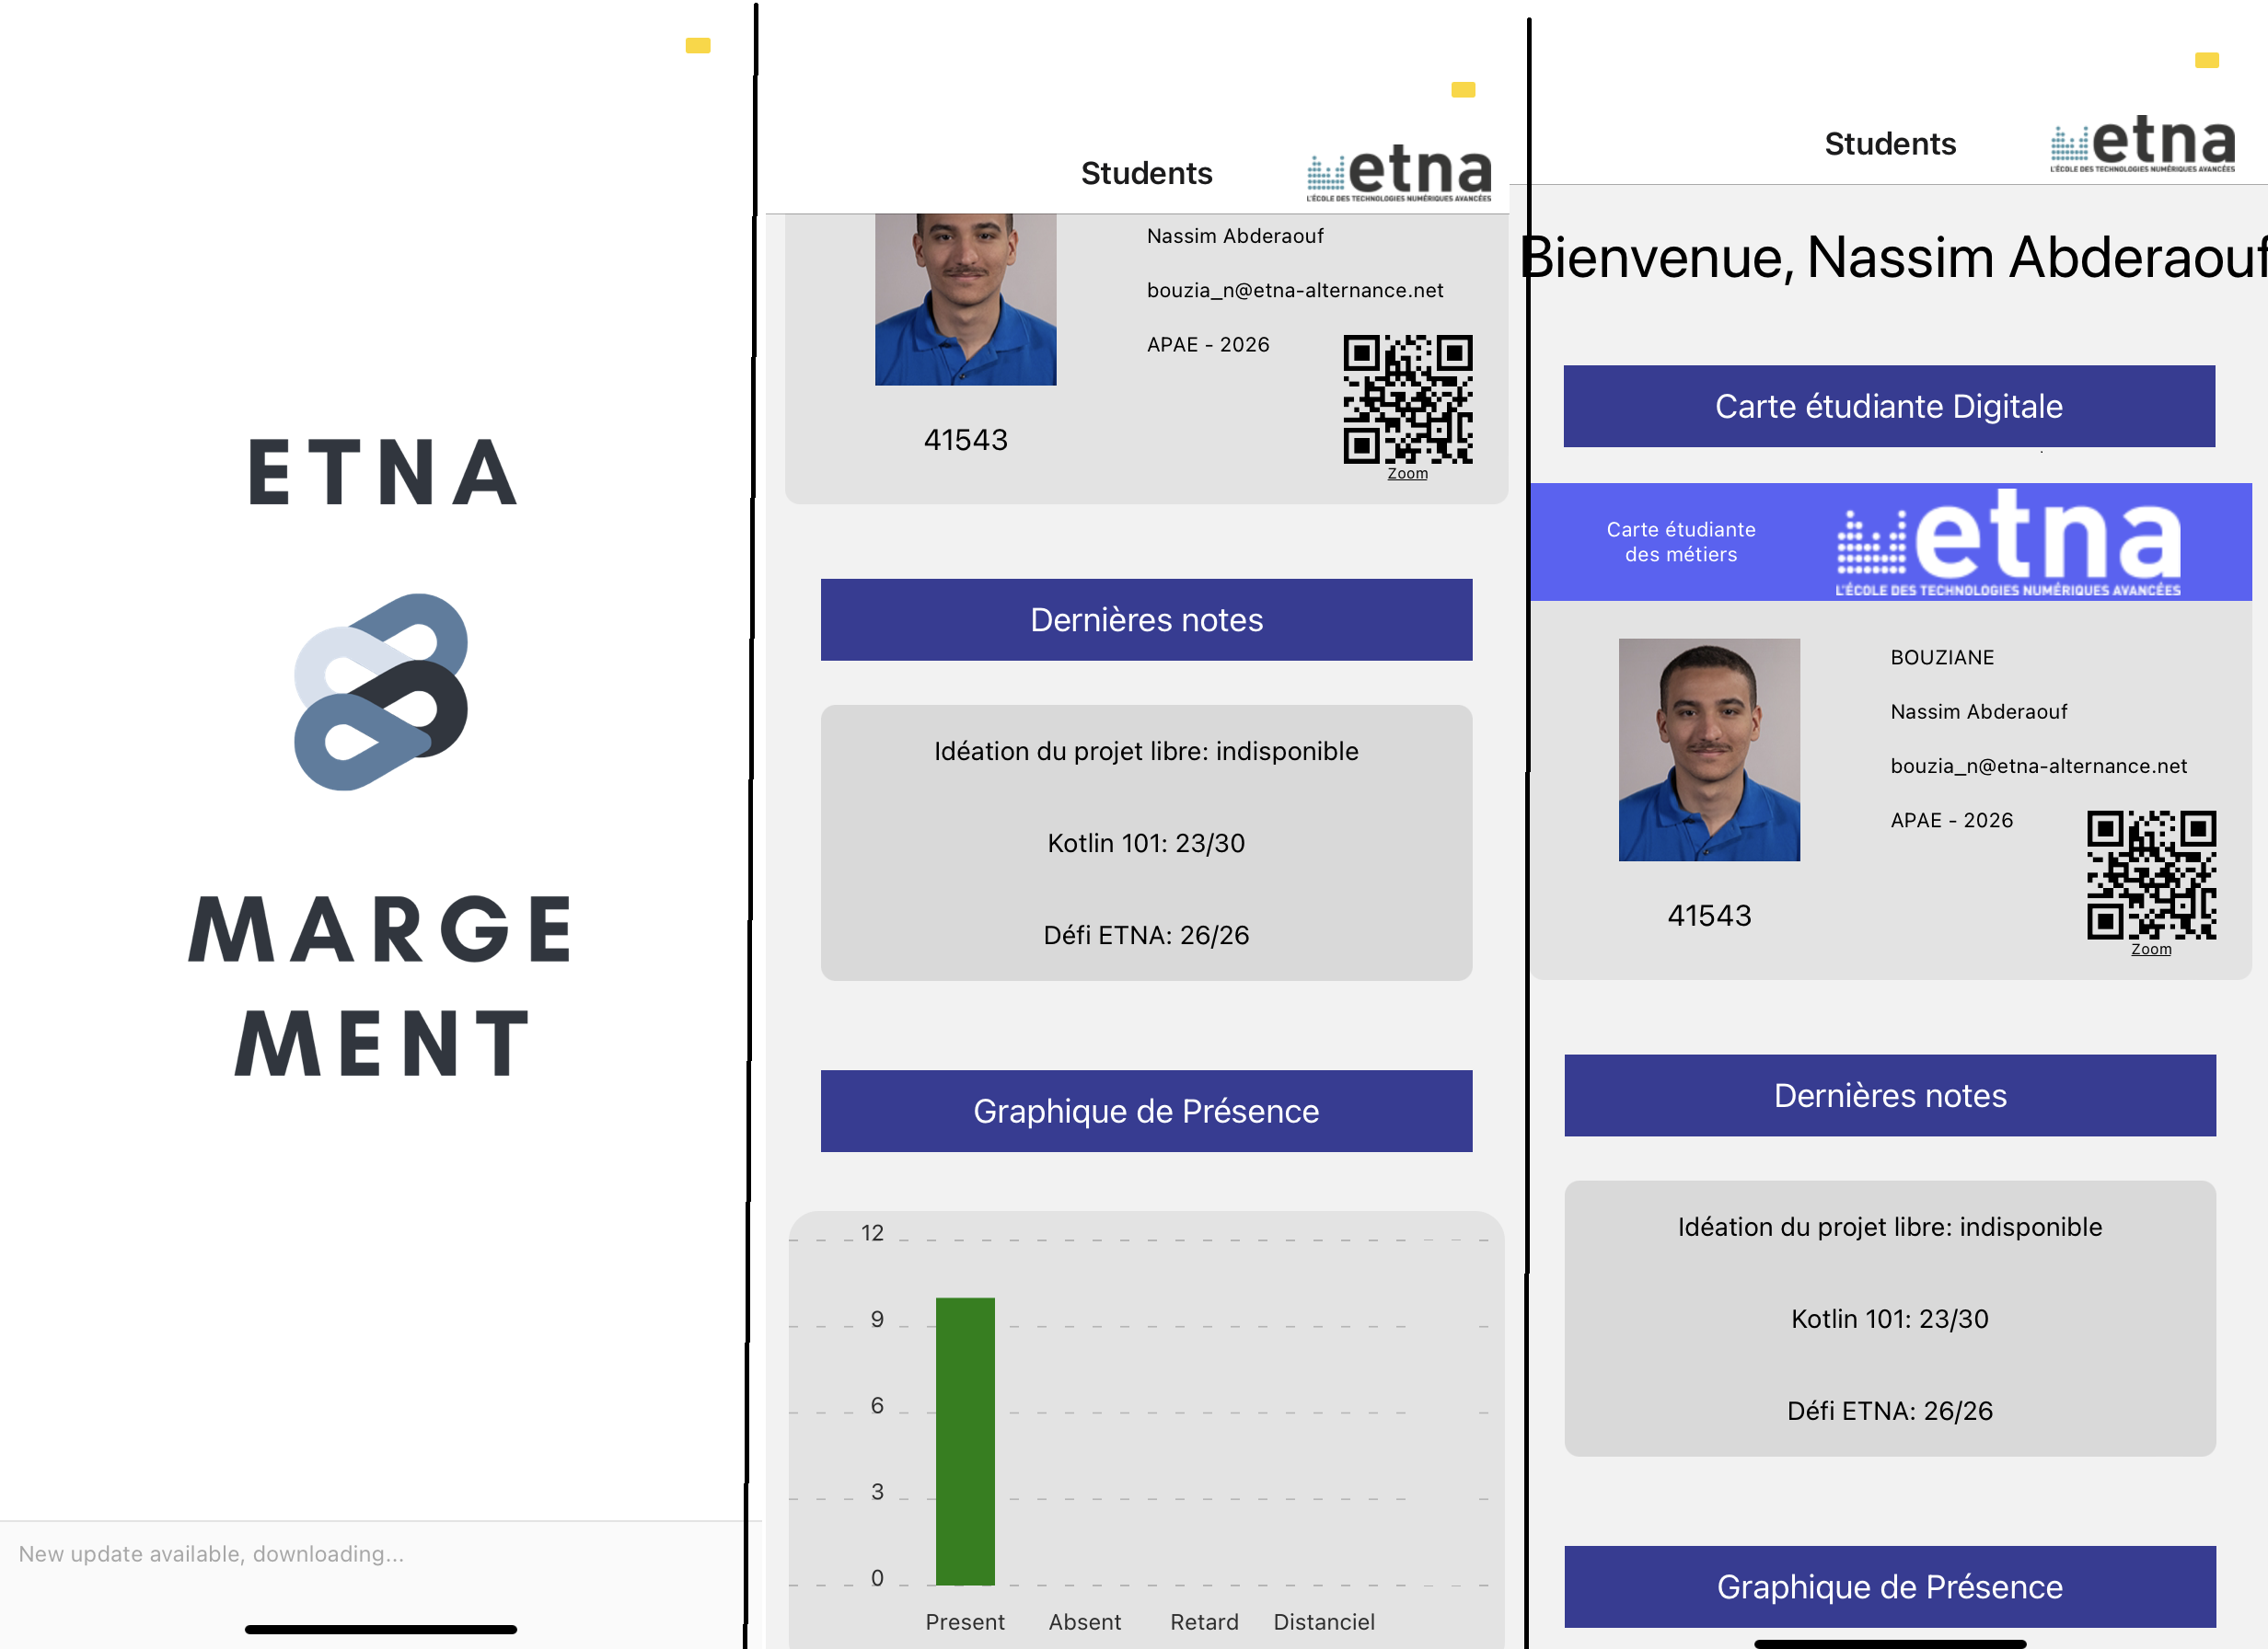 ETNA
MARGE
MENT
New update available, downloading...
Students
etna
L'ÉCOLE DES TECHNOLOGIES NUMÉRIQUES AVANCÉES
Nassim Abderaouf
bouzia_n@etna-alternance.net
APAE - 2026
41543
Zoom
Dernières notes
Idéation du projet libre: indisponible
Kotlin 101: 23/30
Défi ETNA: 26/26
Graphique de Présence
12
9
6
3
0
Present Absent Retard Distanciel
Students
etna
L'ÉCOLE DES TECHNOLOGIES NUMÉRIQUES AVANCÉES
Bienvenue, Nassim Abderaouf
Carte étudiante Digitale
Carte étudiante
des métiers
etna
L'ÉCOLE DES TECHNOLOGIES NUMÉRIQUES AVANCÉES
BOUZIANE
Nassim Abderaouf
bouzia_n@etna-alternance.net
APAE - 2026
41543
Zoom
Dernières notes
Idéation du projet libre: indisponible
Kotlin 101: 23/30
Défi ETNA: 26/26
Graphique de Présence